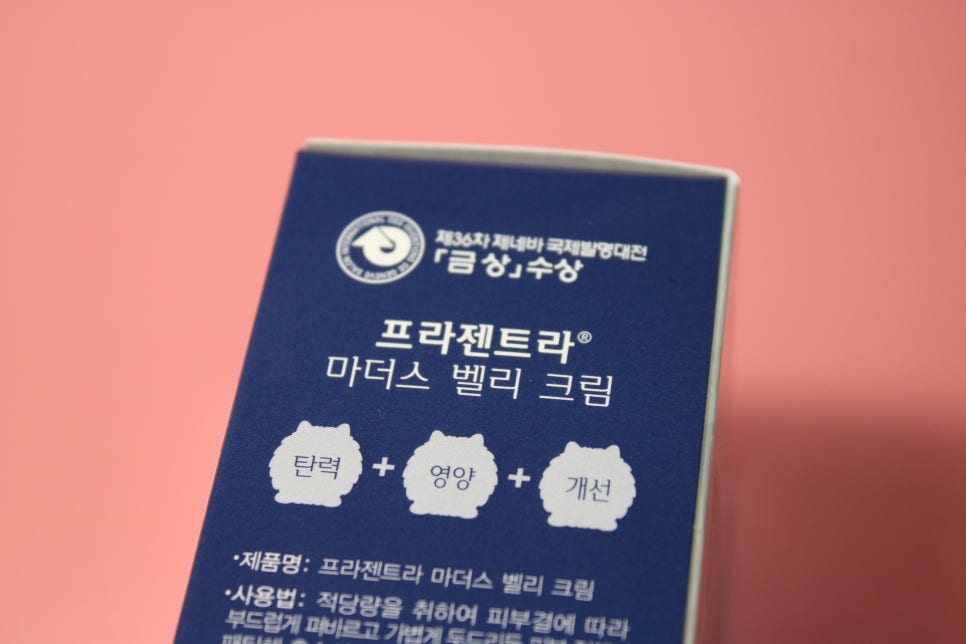 제36차 제네바 국제발명대전
「금상」수상
프라젠트라®
마더스 벨리 크림
탄력 + 영양 + 개선
·제품명: 프라젠트라 마더스 벨리 크림
·사용법: 적당량을 취하여 피부결에 따라
부드럽게 펴바르고 가볍게 두드리듯